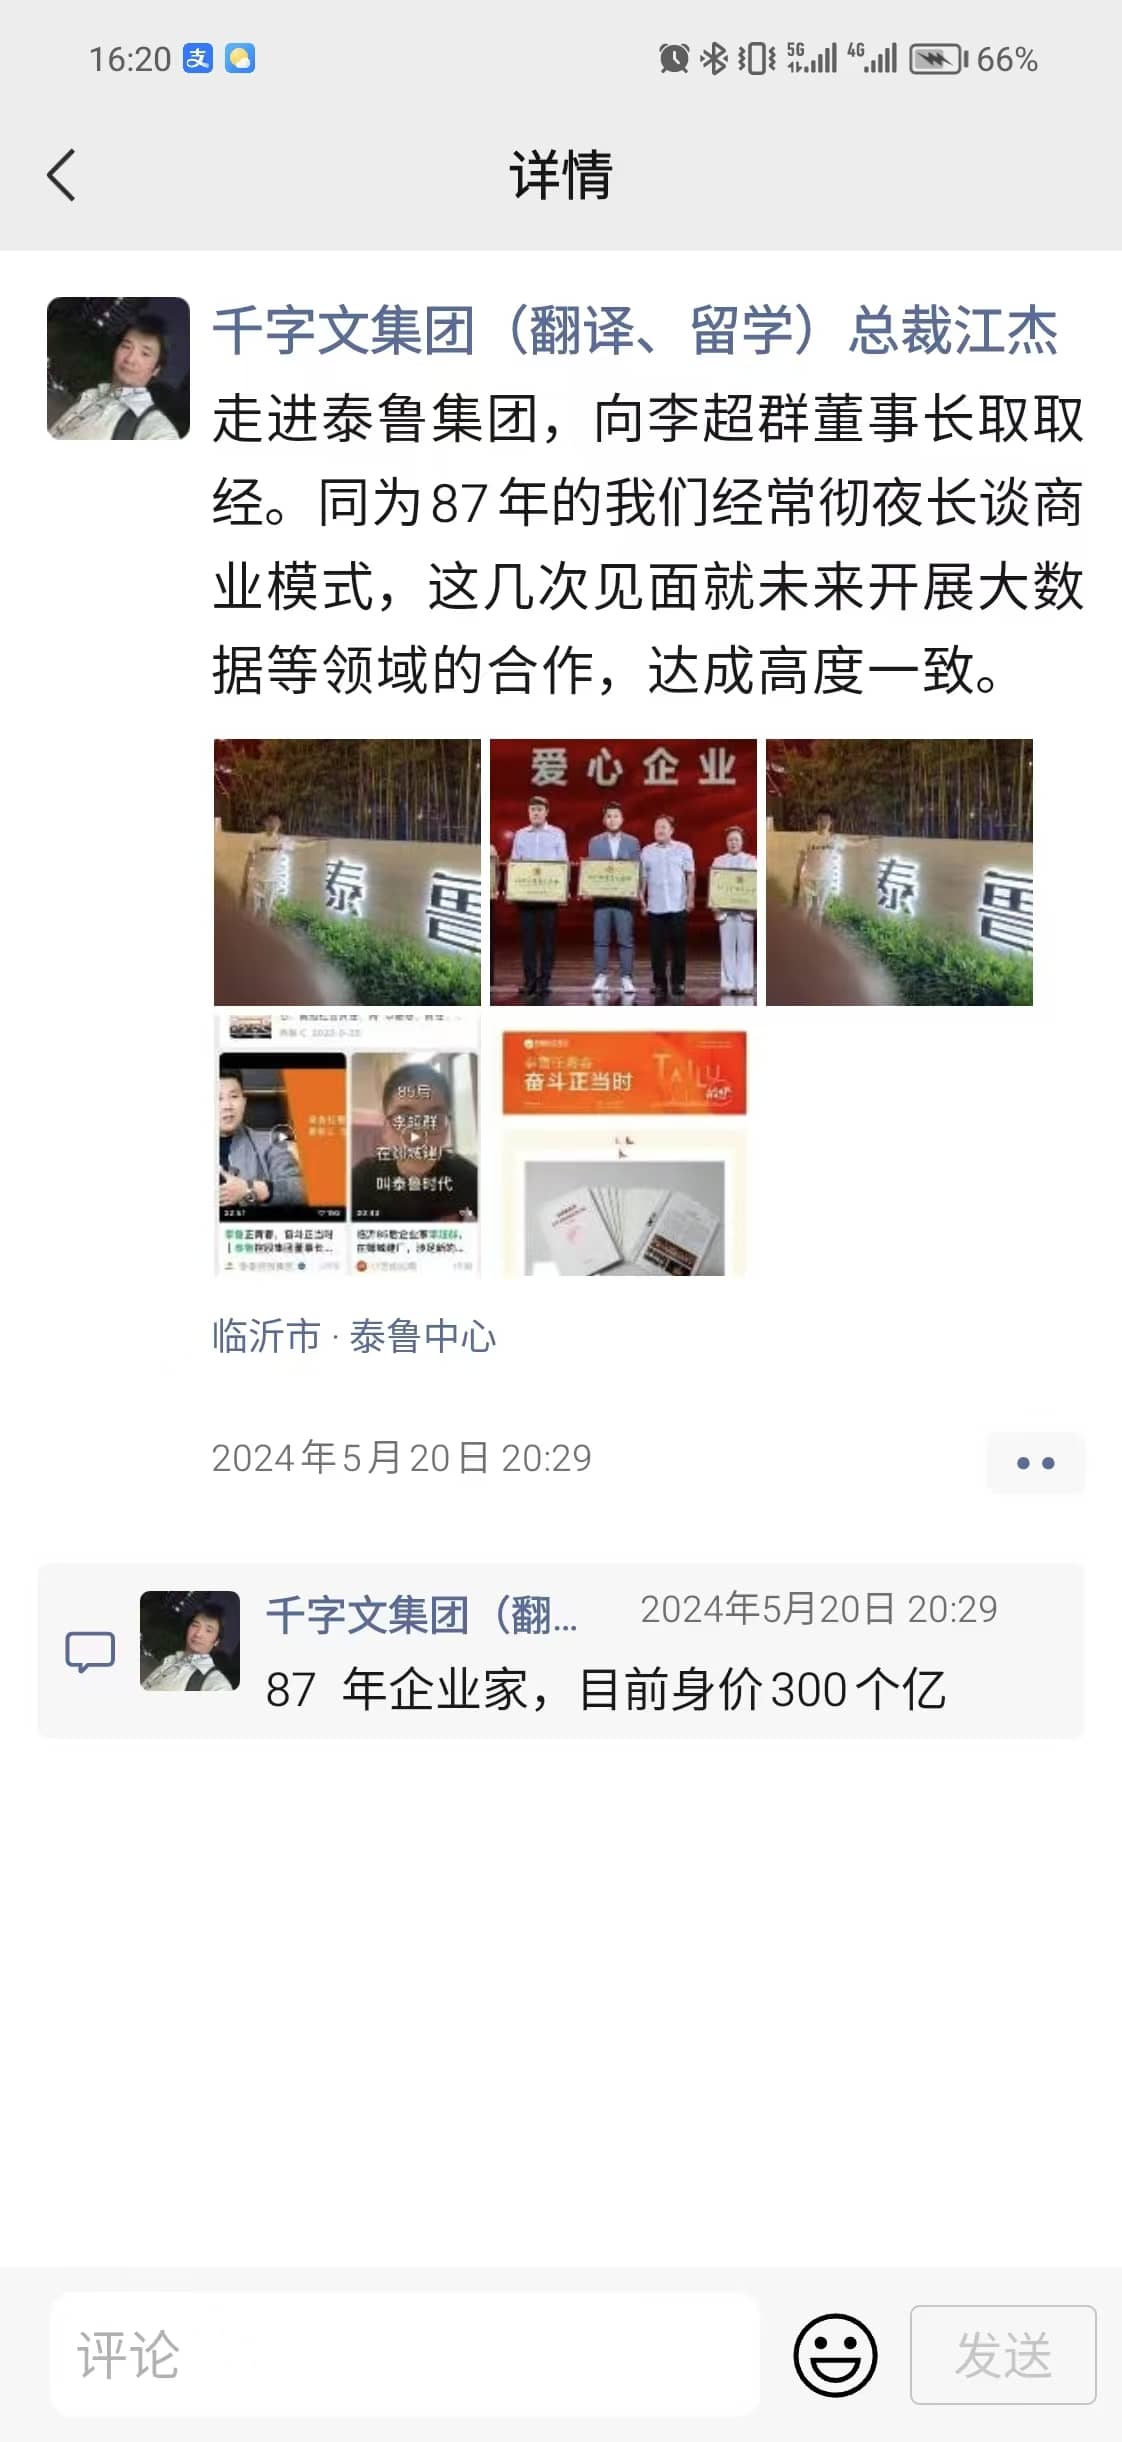 16:20 支 5G 4G 66%
详情
千字文集团（翻译、留学）总裁江杰
走进泰鲁集团，向李超群董事长取取
经。同为87年的我们经常彻夜长谈商
业模式，这几次见面就未来开展大数
据等领域的合作，达成高度一致。
泰鲁
爱心企业
泰鲁
85后
李超群
在郯城建厂
叫泰鲁时代
奋斗正当时
TAILU
临沂市 · 泰鲁中心
2024年5月20日 20:29
千字文集团（翻... 2024年5月20日 20:29
87 年企业家，目前身价300个亿
评论
发送